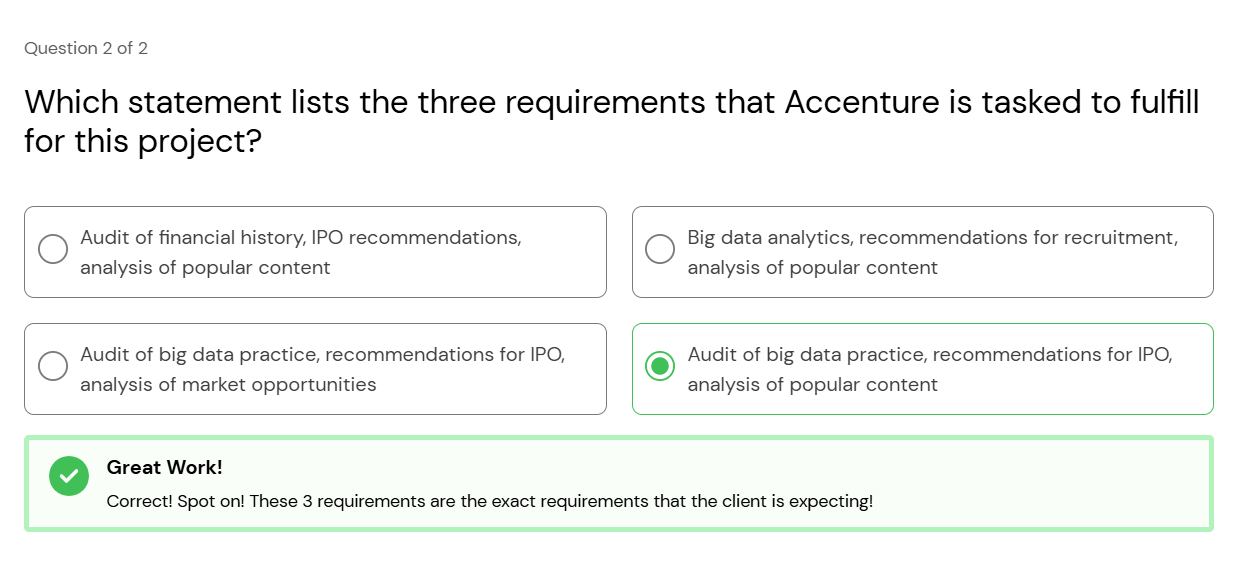 Question 2 of 2
Which statement lists the three requirements that Accenture is tasked to fulfill
for this project?
Audit of financial history, IPO recommendations,
analysis of popular content
Big data analytics, recommendations for recruitment,
analysis of popular content
Audit of big data practice, recommendations for IPO,
analysis of market opportunities
Audit of big data practice, recommendations for IPO,
analysis of popular content
Great Work!
Correct! Spot on! These 3 requirements are the exact requirements that the client is expecting!